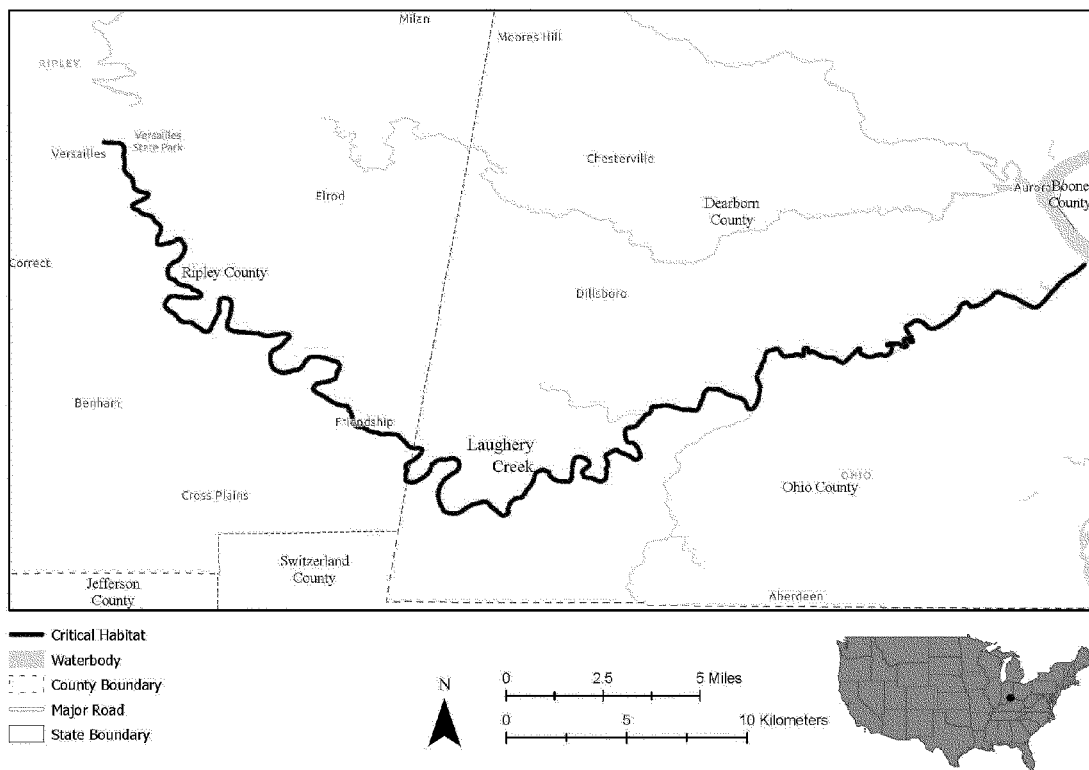 Milan
Moores Hill
RIPLEY
Versailles
State Park
Versailles
Chesterville
Elrod
Aurora
Boone
County
Dearborn
County
Correct
Ripley County
Dillsboro
Benham
Friendship
Laughery
Creek
OHIO
Ohio County
Cross Plains
Switzerland
County
Jefferson
County
Aberdeen
Critical Habitat
Waterbody
County Boundary
Major Road
State Boundary
N
0 2.5 5 Miles
0 5 10 Kilometers